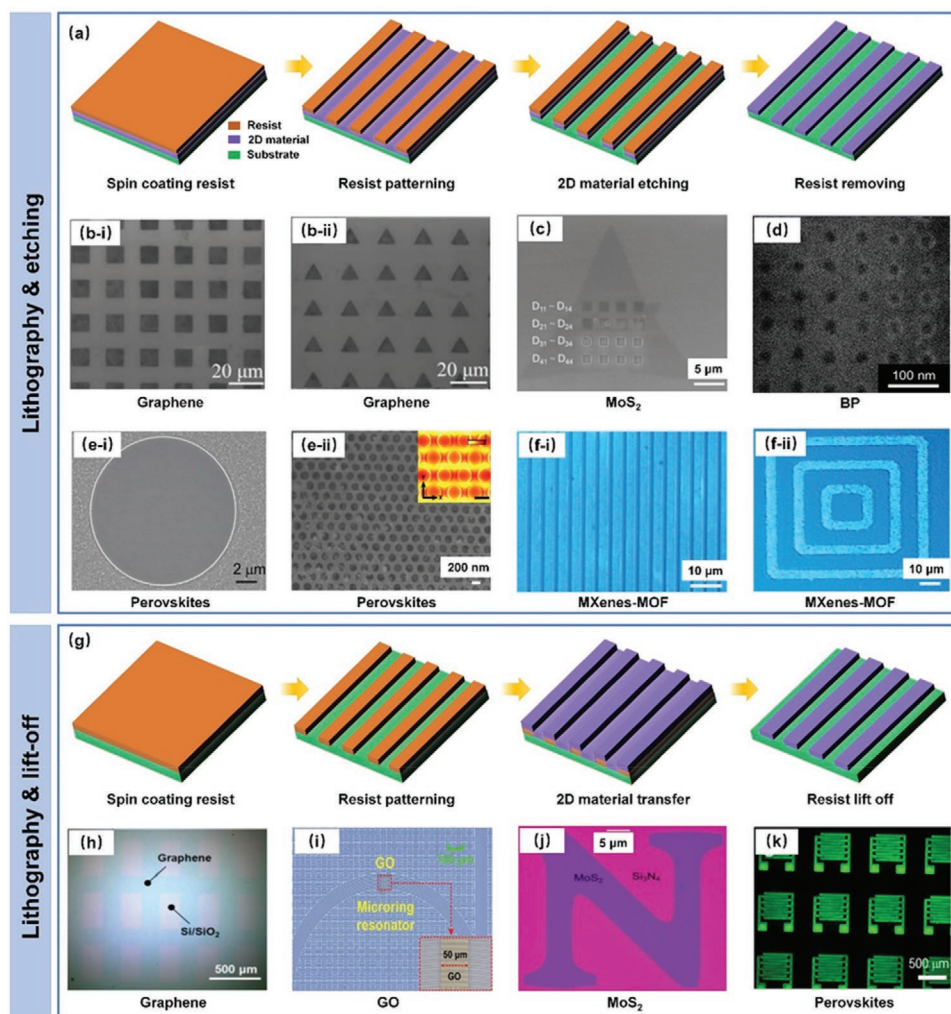 Lithography & etching
(a)
Resist
2D material
Substrate
Spin coating resist
Resist patterning
2D material etching
Resist removing
(b-i)
20 μm
Graphene
(b-ii)
20 μm
Graphene
(c)
D₁₁ ~ D₁₄
D₂₁ ~ D₂₄
D₃₁ ~ D₃₄
D₄₁ ~ D₄₄
5 μm
MoS₂
(d)
100 nm
BP
(e-i)
2 μm
Perovskites
(e-ii)
200 nm
Perovskites
(f-i)
10 μm
MXenes-MOF
(f-ii)
10 μm
MXenes-MOF
Lithography & lift-off
(g)
Spin coating resist
Resist patterning
2D material transfer
Resist lift off
(h)
Graphene
Si/SiO₂
500 μm
Graphene
(i)
GO
Microring
resonator
50 μm
GO
GO
(j)
5 μm
MoS₂
Si₃N₄
MoS₂
(k)
500 μm
Perovskites